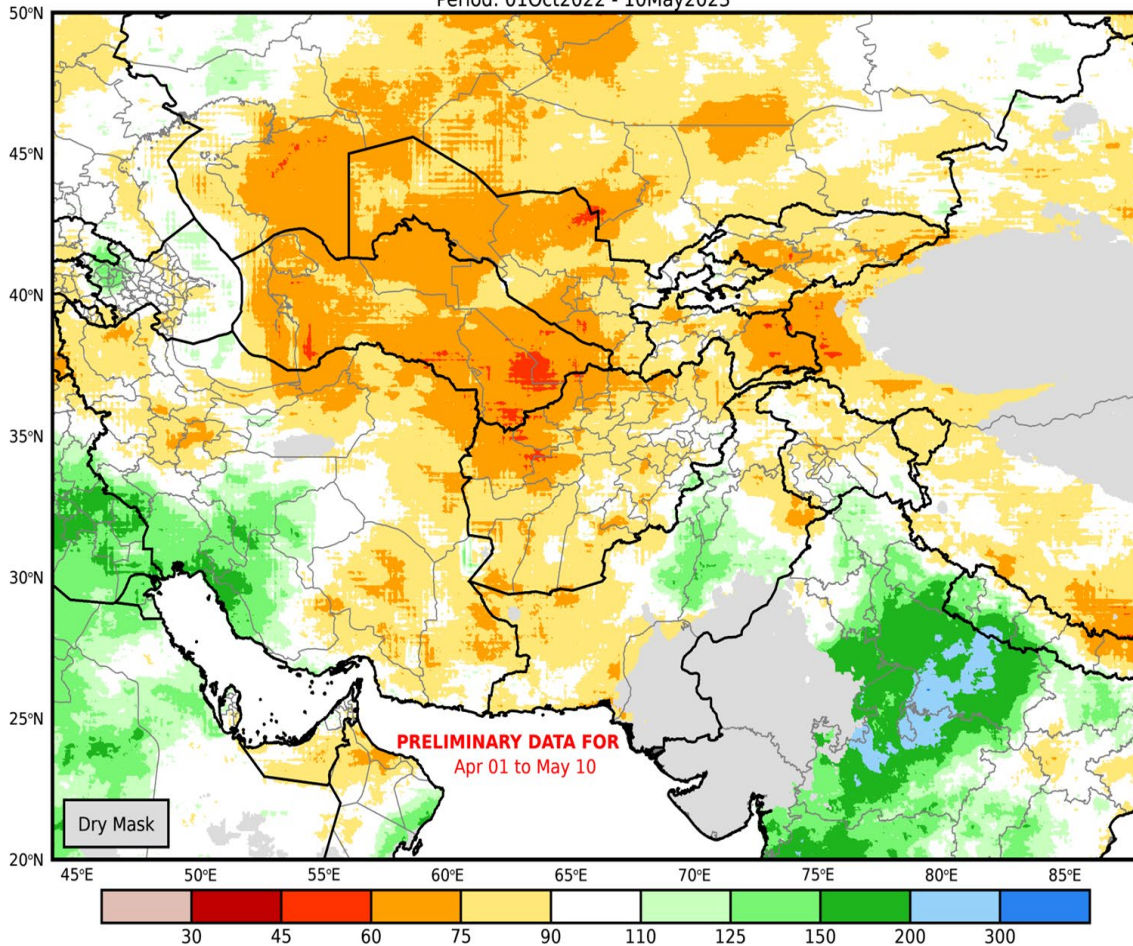 Period: 01Oct2022 - 10May2023
50°N
45°N
40°N
35°N
30°N
25°N
20°N
PRELIMINARY DATA FOR
Apr 01 to May 10
Dry Mask
45°E 50°E 55°E 60°E 65°E 70°E 75°E 80°E 85°E
30 45 60 75 90 110 125 150 200 300